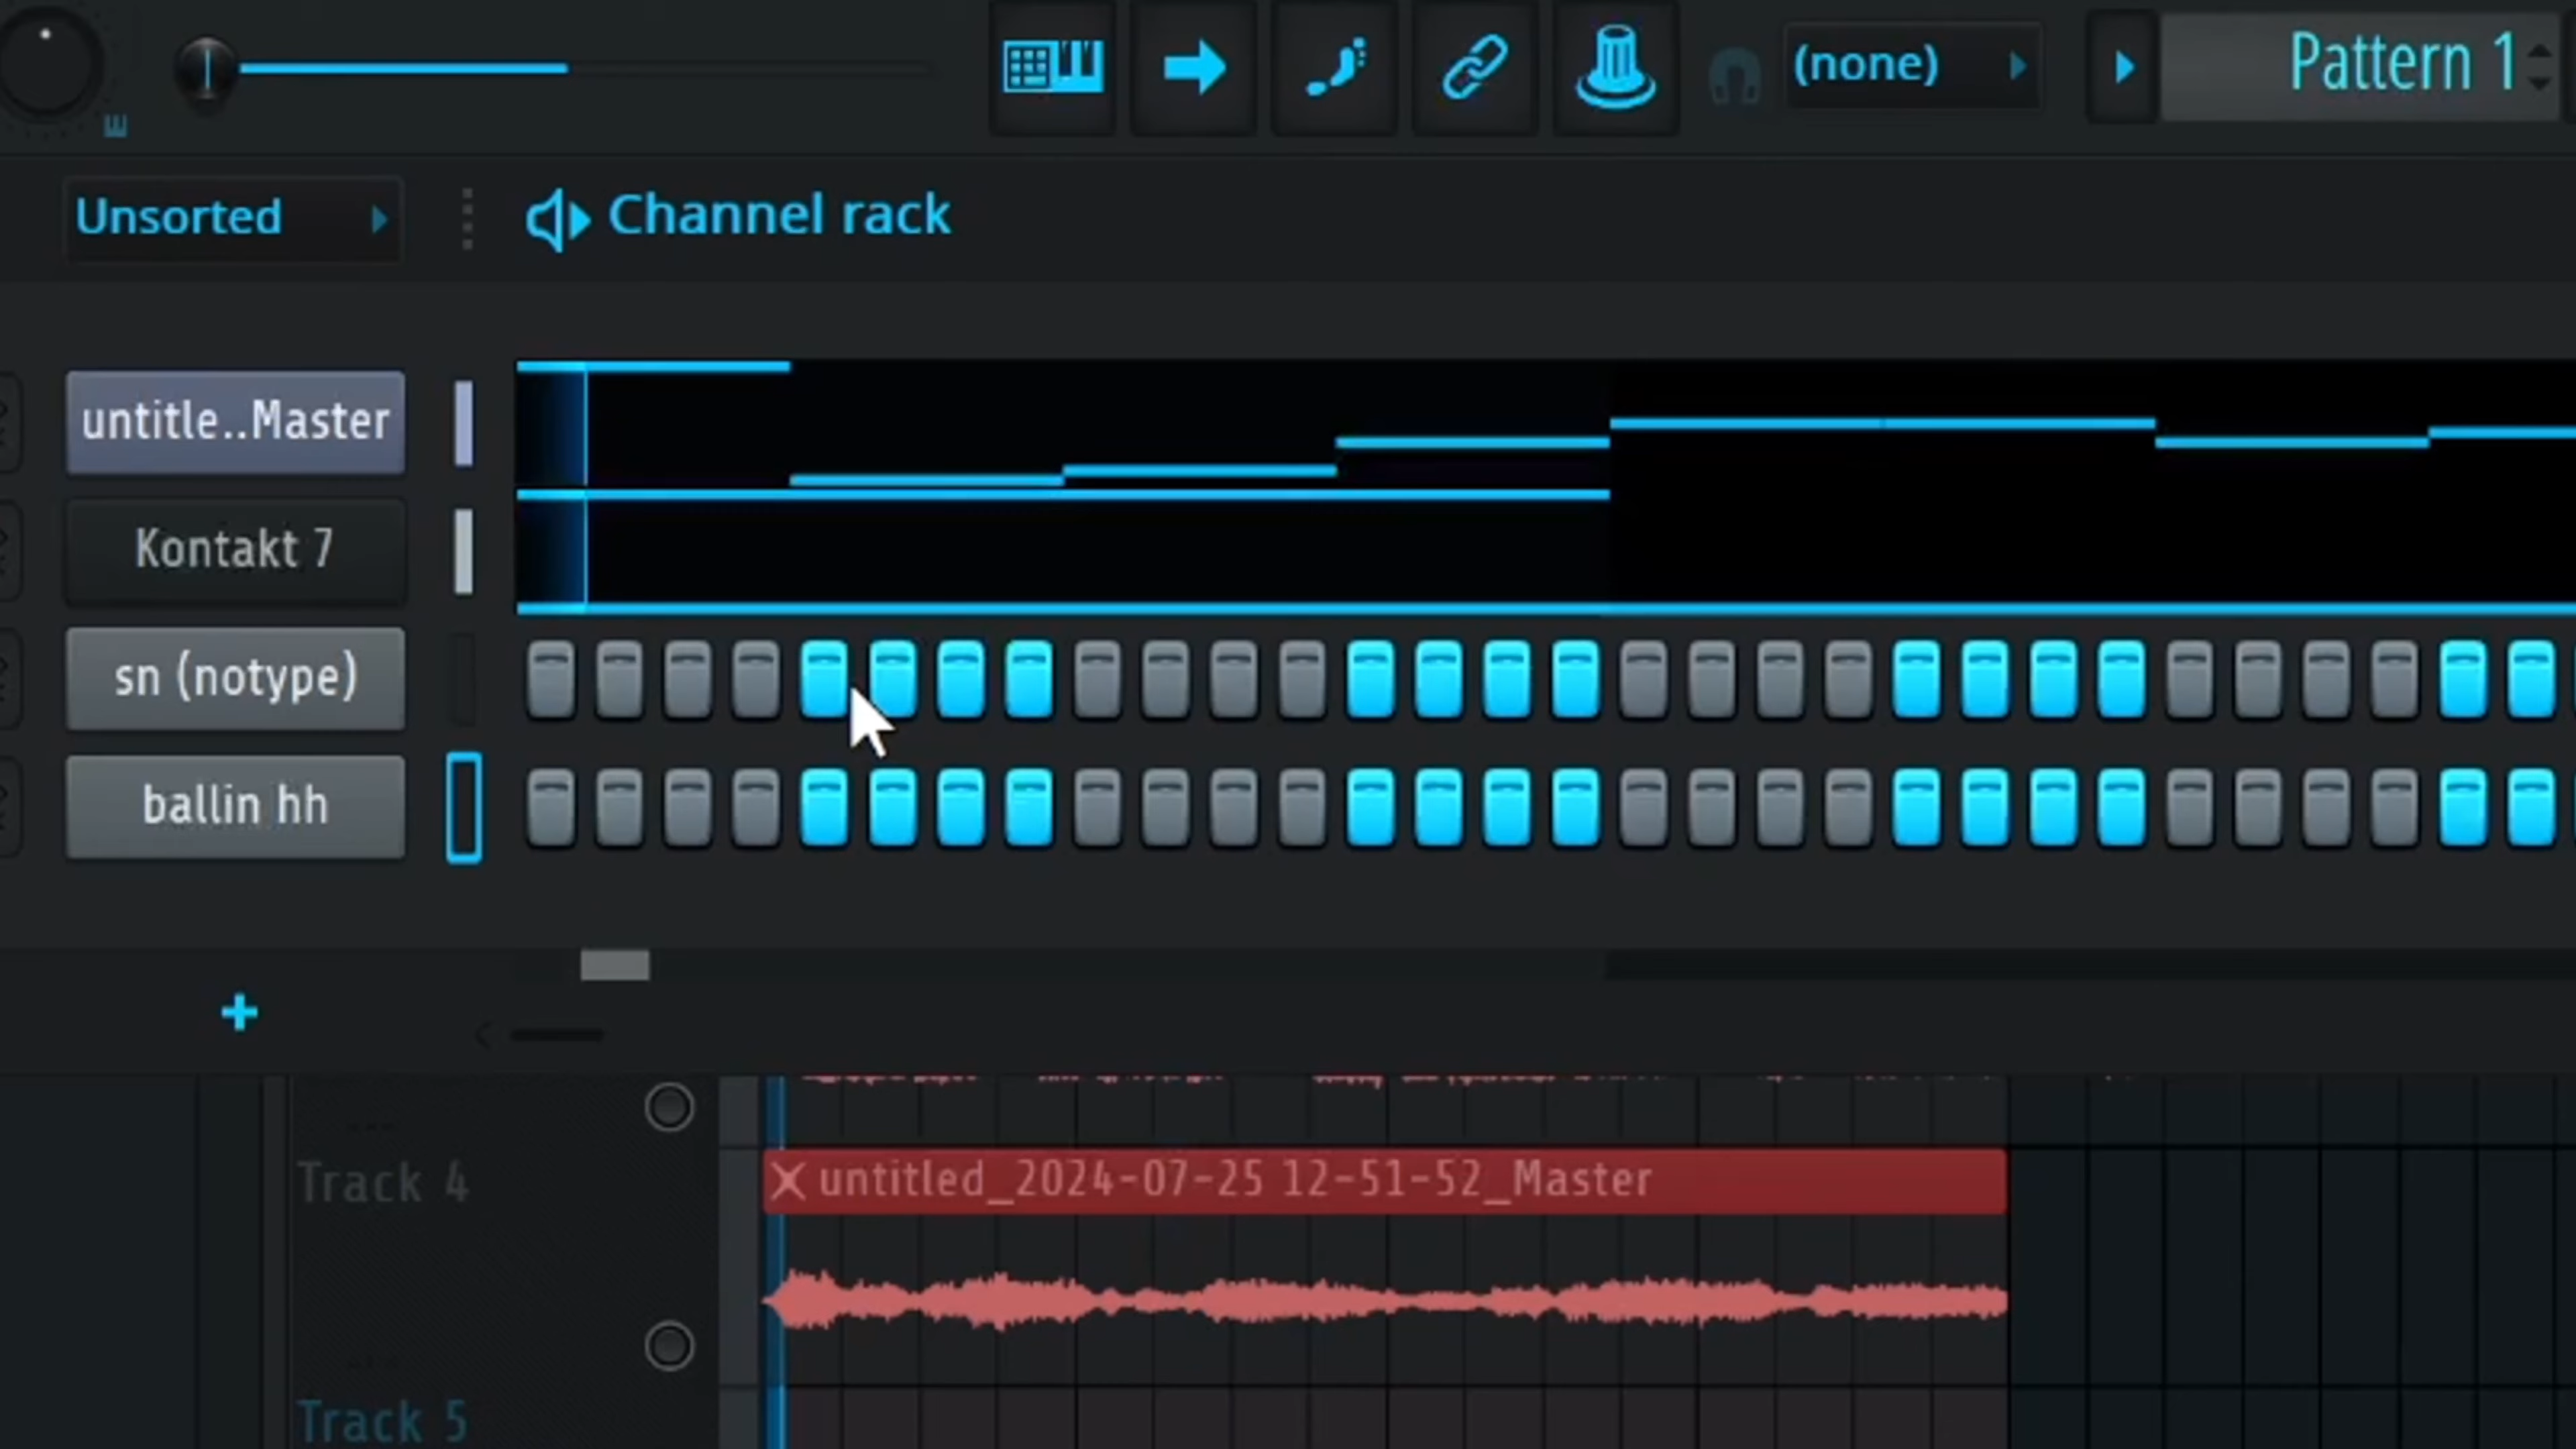 (none)
Pattern 1
Unsorted
Channel rack
untitle..Master
Kontakt 7
sn (notype)
ballin hh
Track 4
untitled_2024-07-25 12-51-52_Master
Track 5